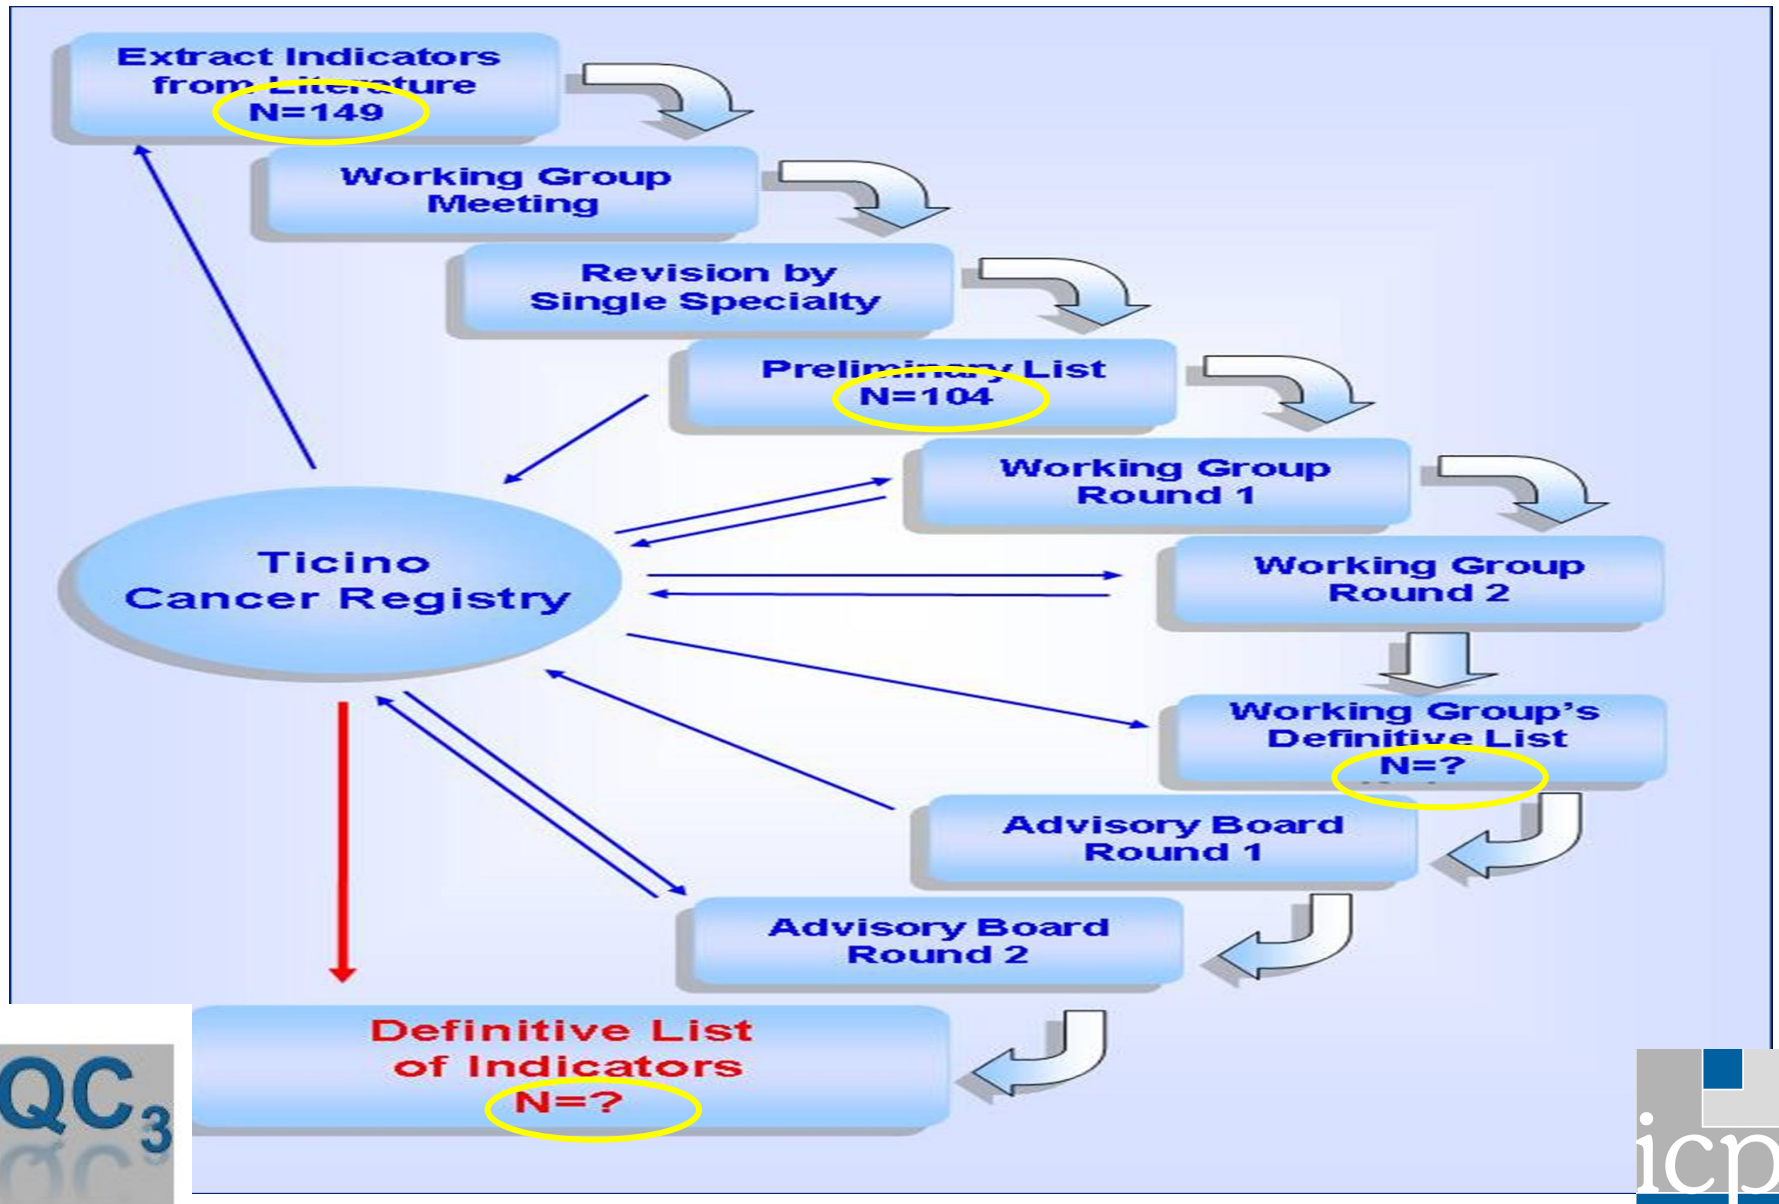 Extract Indicators
from Literature
N=149
Working Group
Meeting
Revision by
Single Specialty
Preliminary List
N=104
Working Group
Round 1
Ticino
Cancer Registry
Working Group
Round 2
Working Group’s
Definitive List
N=?
Advisory Board
Round 1
Advisory Board
Round 2
Definitive List
of Indicators
N=?
QC3
icp